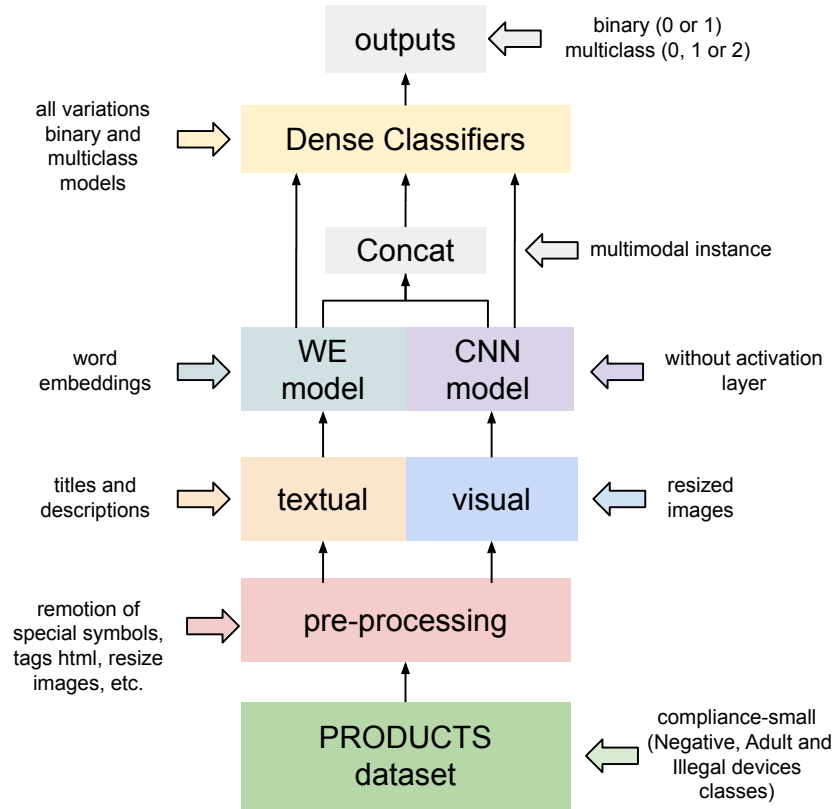 outputs
binary (0 or 1)
multiclass (0, 1 or 2)
all variations
binary and
multiclass
models
Dense Classifiers
Concat
multimodal instance
word
embeddings
WE
model
CNN
model
without activation
layer
titles and
descriptions
textual
visual
resized
images
remotion of
special symbols,
tags html, resize
images, etc.
pre-processing
PRODUCTS
dataset
compliance-small
(Negative, Adult and
Illegal devices
classes)